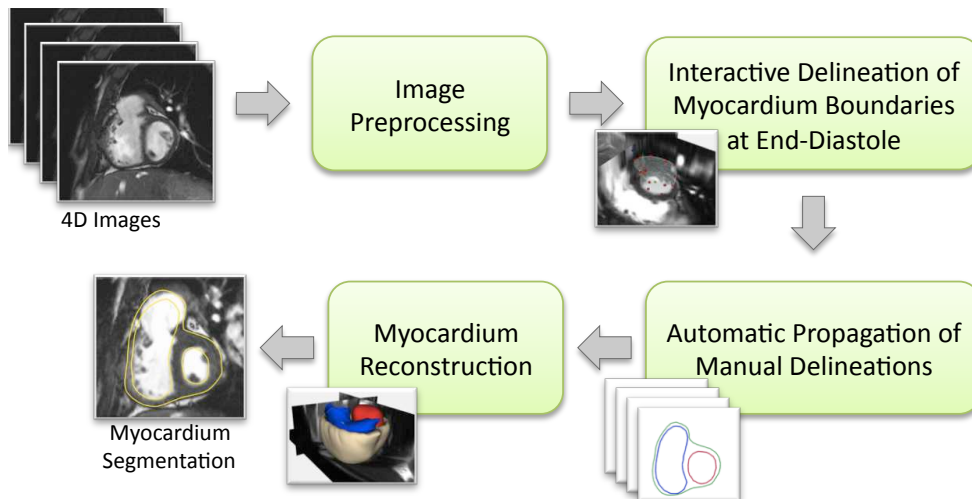 4D Images
Image
Preprocessing
Interactive Delineation of
Myocardium Boundaries
at End-Diastole
Automatic Propagation of
Manual Delineations
Myocardium
Reconstruction
Myocardium
Segmentation